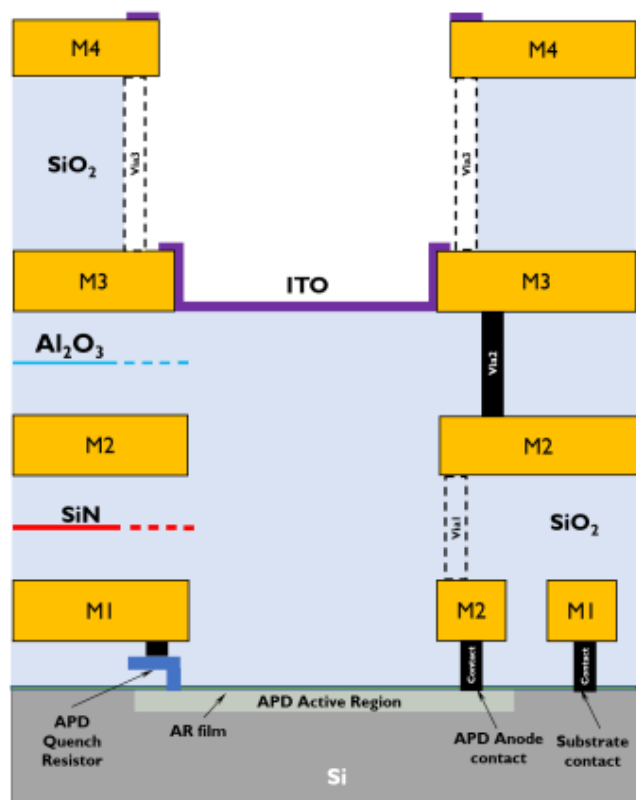 M4
M4
SiO₂
Via3
Via3
M3
ITO
M3
Al₂O₃
Via2
M2
M2
SiN
Via1
SiO₂
M1
M2
M1
Contact
Contact
APD Active Region
APD
Quench
Resistor
AR film
APD Anode
contact
Substrate
contact
Si